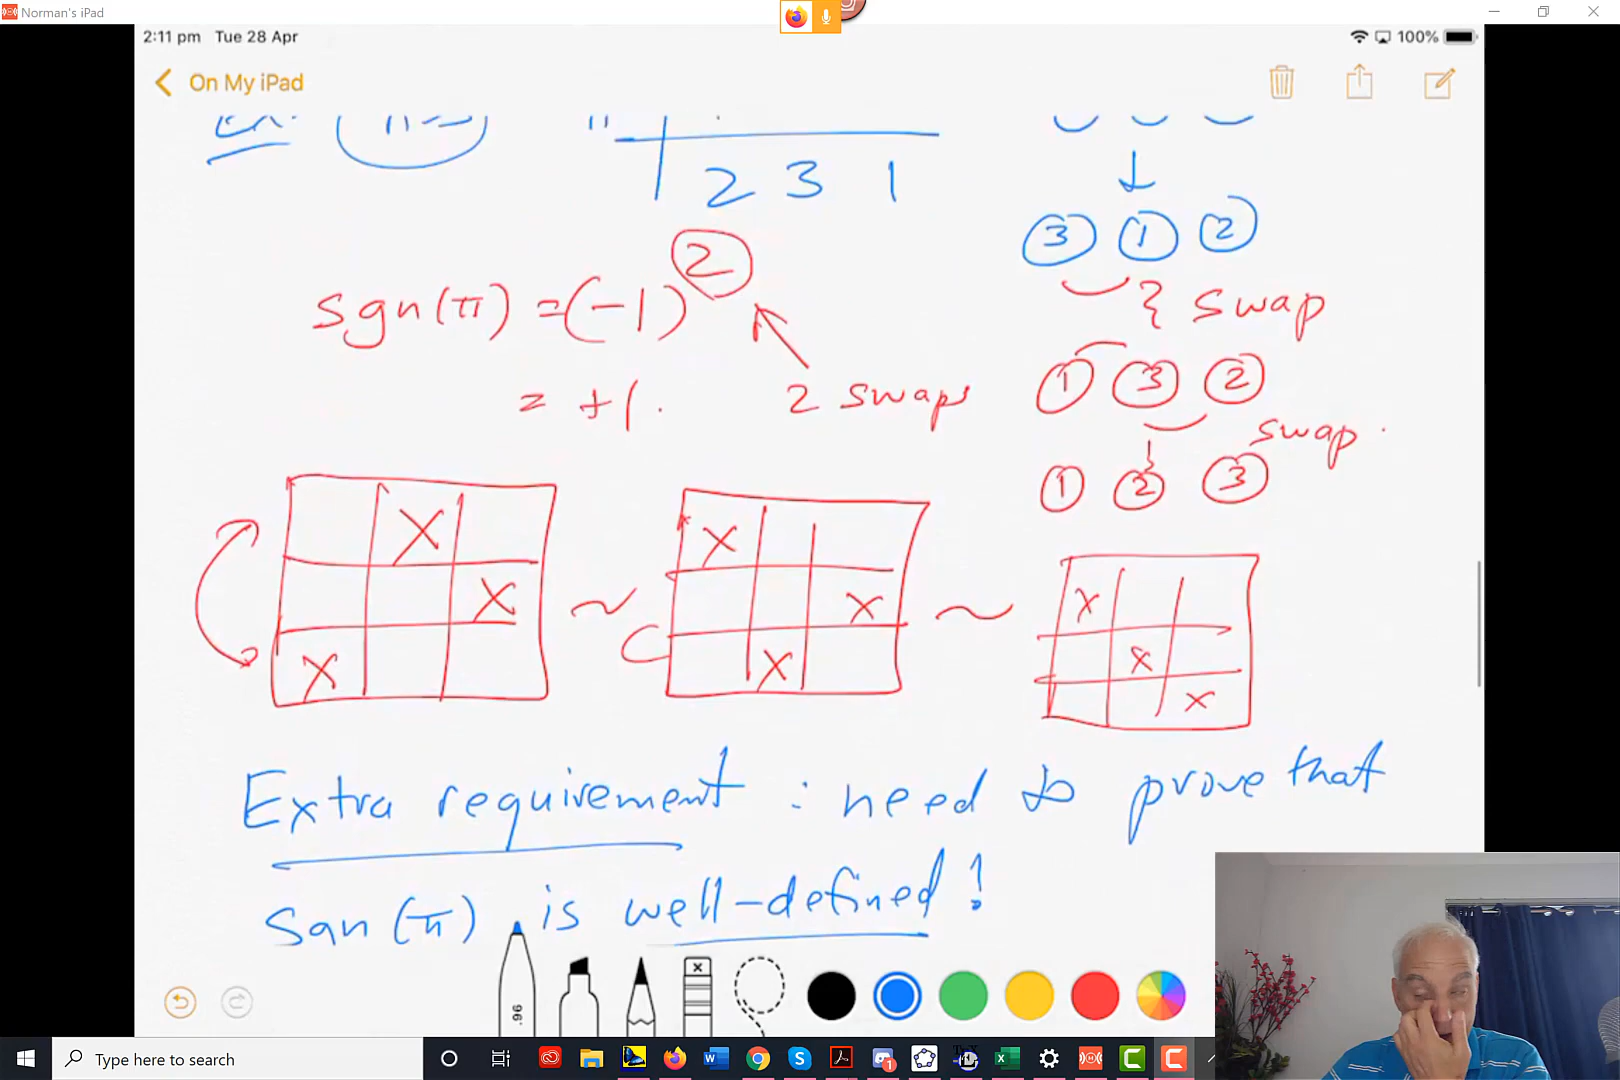 Norman's iPad
2:11 pm Tue 28 Apr
100%
On My iPad
2 3 1
3 1 2
sgn(π) = (-1)²
swap
1 3 2
= +1.
2 swaps
swap.
1 2 3
X
X
X
~
X
X
X
~
X
X
X
Extra requirement : need to prove that
sgn(π) is well-defined!
96.
Type here to search
1